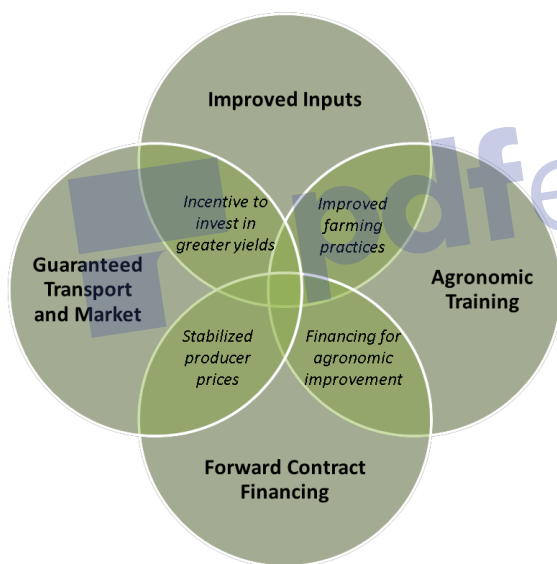 Improved Inputs
Incentive to
invest in
greater yields
Improved
farming
practices
Guaranteed
Transport
and Market
Agronomic
Training
Stabilized
producer
prices
Financing for
agronomic
improvement
Forward Contract
Financing
pdfe